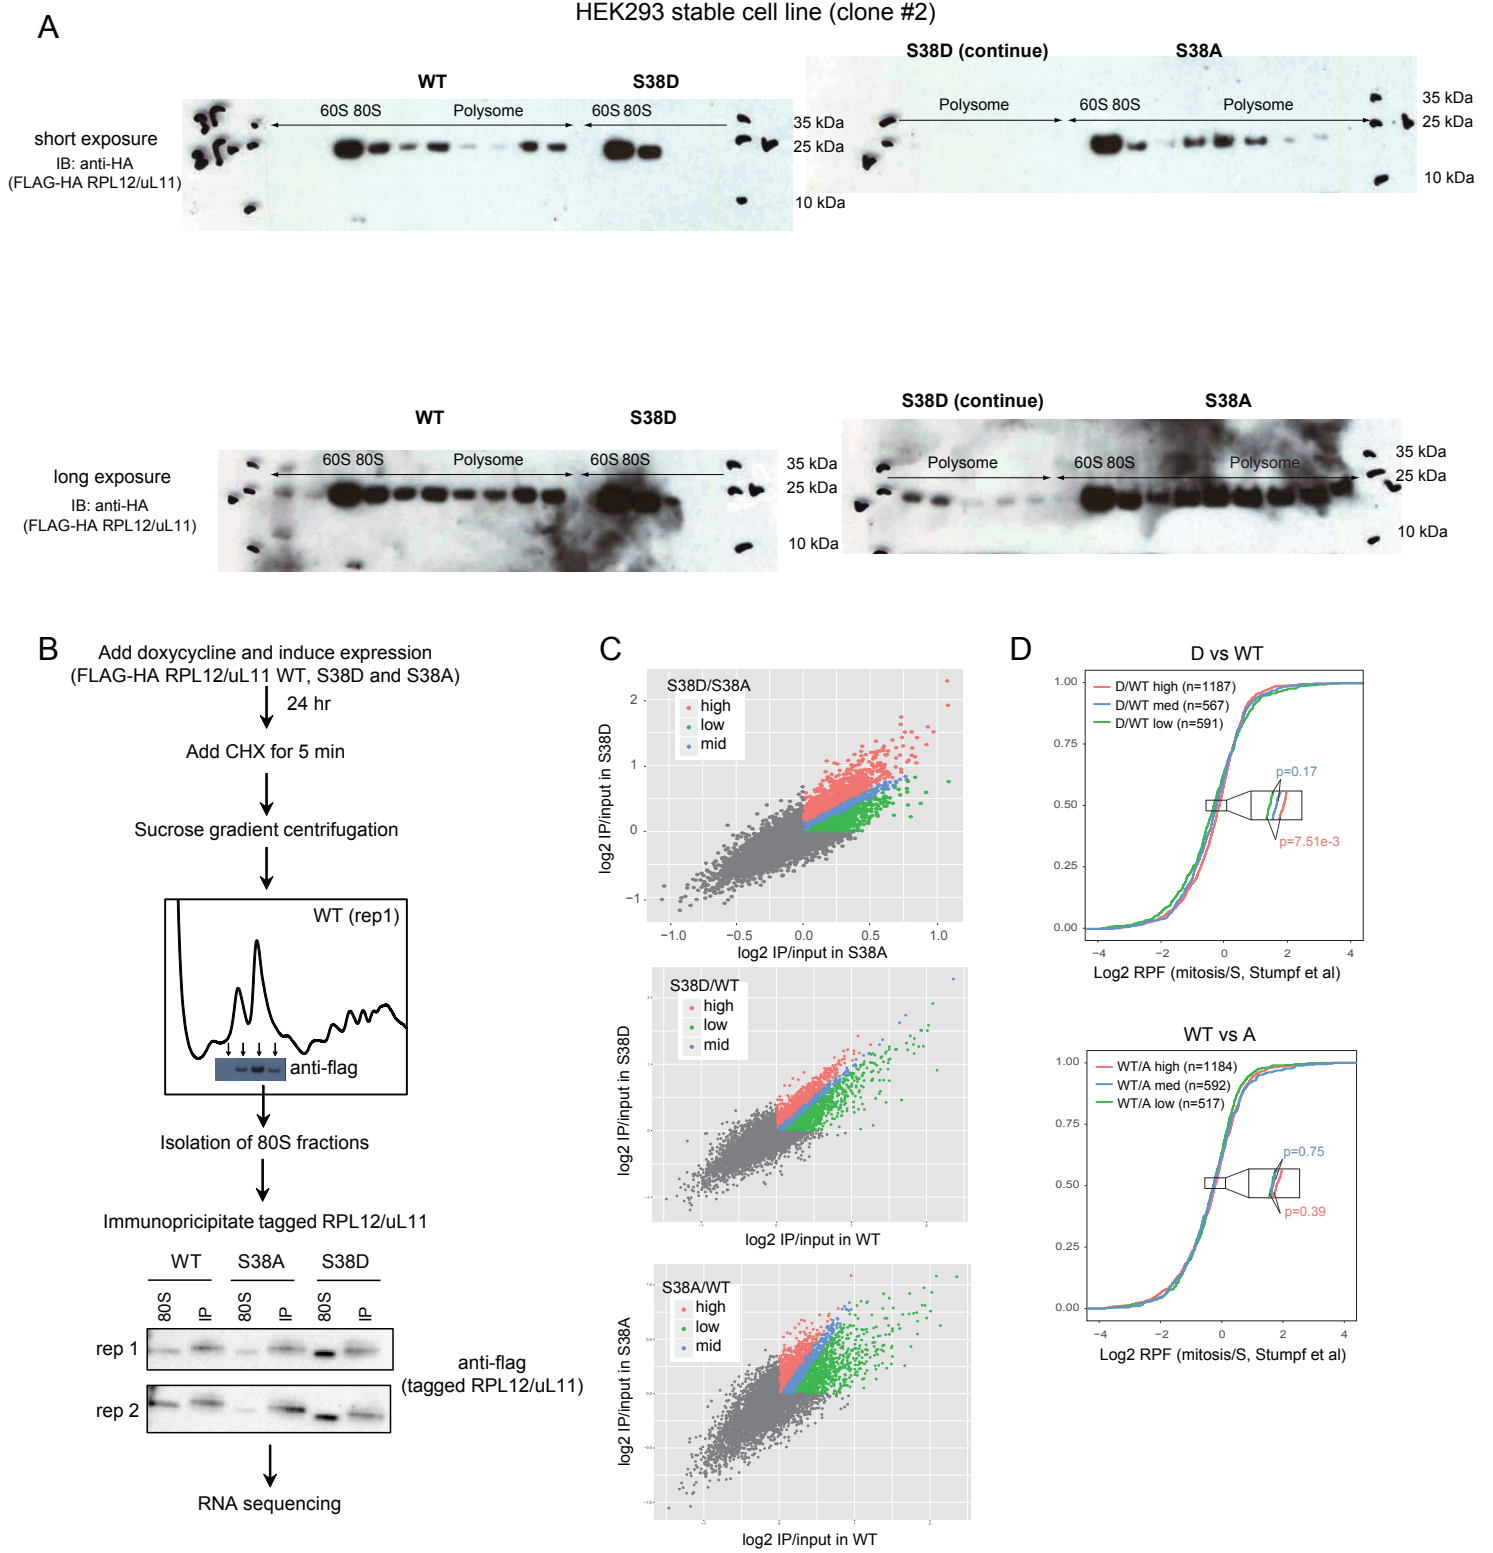 HEK293 stable cell line (clone #2)
A
WT
S38D
S38D (continue)
S38A
short exposure
IB: anti-HA
(FLAG-HA RPL12/uL11)
60S 80S
Polysome
60S 80S
35 kDa
25 kDa
10 kDa
Polysome
60S 80S
Polysome
35 kDa
25 kDa
10 kDa
WT
S38D
S38D (continue)
S38A
long exposure
IB: anti-HA
(FLAG-HA RPL12/uL11)
60S 80S
Polysome
60S 80S
35 kDa
25 kDa
10 kDa
Polysome
60S 80S
Polysome
35 kDa
25 kDa
10 kDa
B
Add doxycycline and induce expression
(FLAG-HA RPL12/uL11 WT, S38D and S38A)
24 hr
Add CHX for 5 min
Sucrose gradient centrifugation
WT (rep1)
anti-flag
Isolation of 80S fractions
Immunopricipitate tagged RPL12/uL11
WT
S38A
S38D
80S
IP
80S
IP
80S
IP
rep 1
rep 2
anti-flag
(tagged RPL12/uL11)
RNA sequencing
C
S38D/S38A
high
low
mid
2
1
0
−1
−1.0
−0.5
0.0
0.5
1.0
log2 IP/input in S38D
log2 IP/input in S38A
S38D/WT
high
low
mid
log2 IP/input in S38D
log2 IP/input in WT
S38A/WT
high
low
mid
log2 IP/input in S38A
log2 IP/input in WT
D
D vs WT
D/WT high (n=1187)
D/WT med (n=567)
D/WT low (n=591)
1.00
0.75
0.50
0.25
0.00
p=0.17
p=7.51e-3
−4
−2
0
2
4
Log2 RPF (mitosis/S, Stumpf et al)
WT vs A
WT/A high (n=1184)
WT/A med (n=592)
WT/A low (n=517)
1.00
0.75
0.50
0.25
0.00
p=0.75
p=0.39
−4
−2
0
2
4
Log2 RPF (mitosis/S, Stumpf et al)